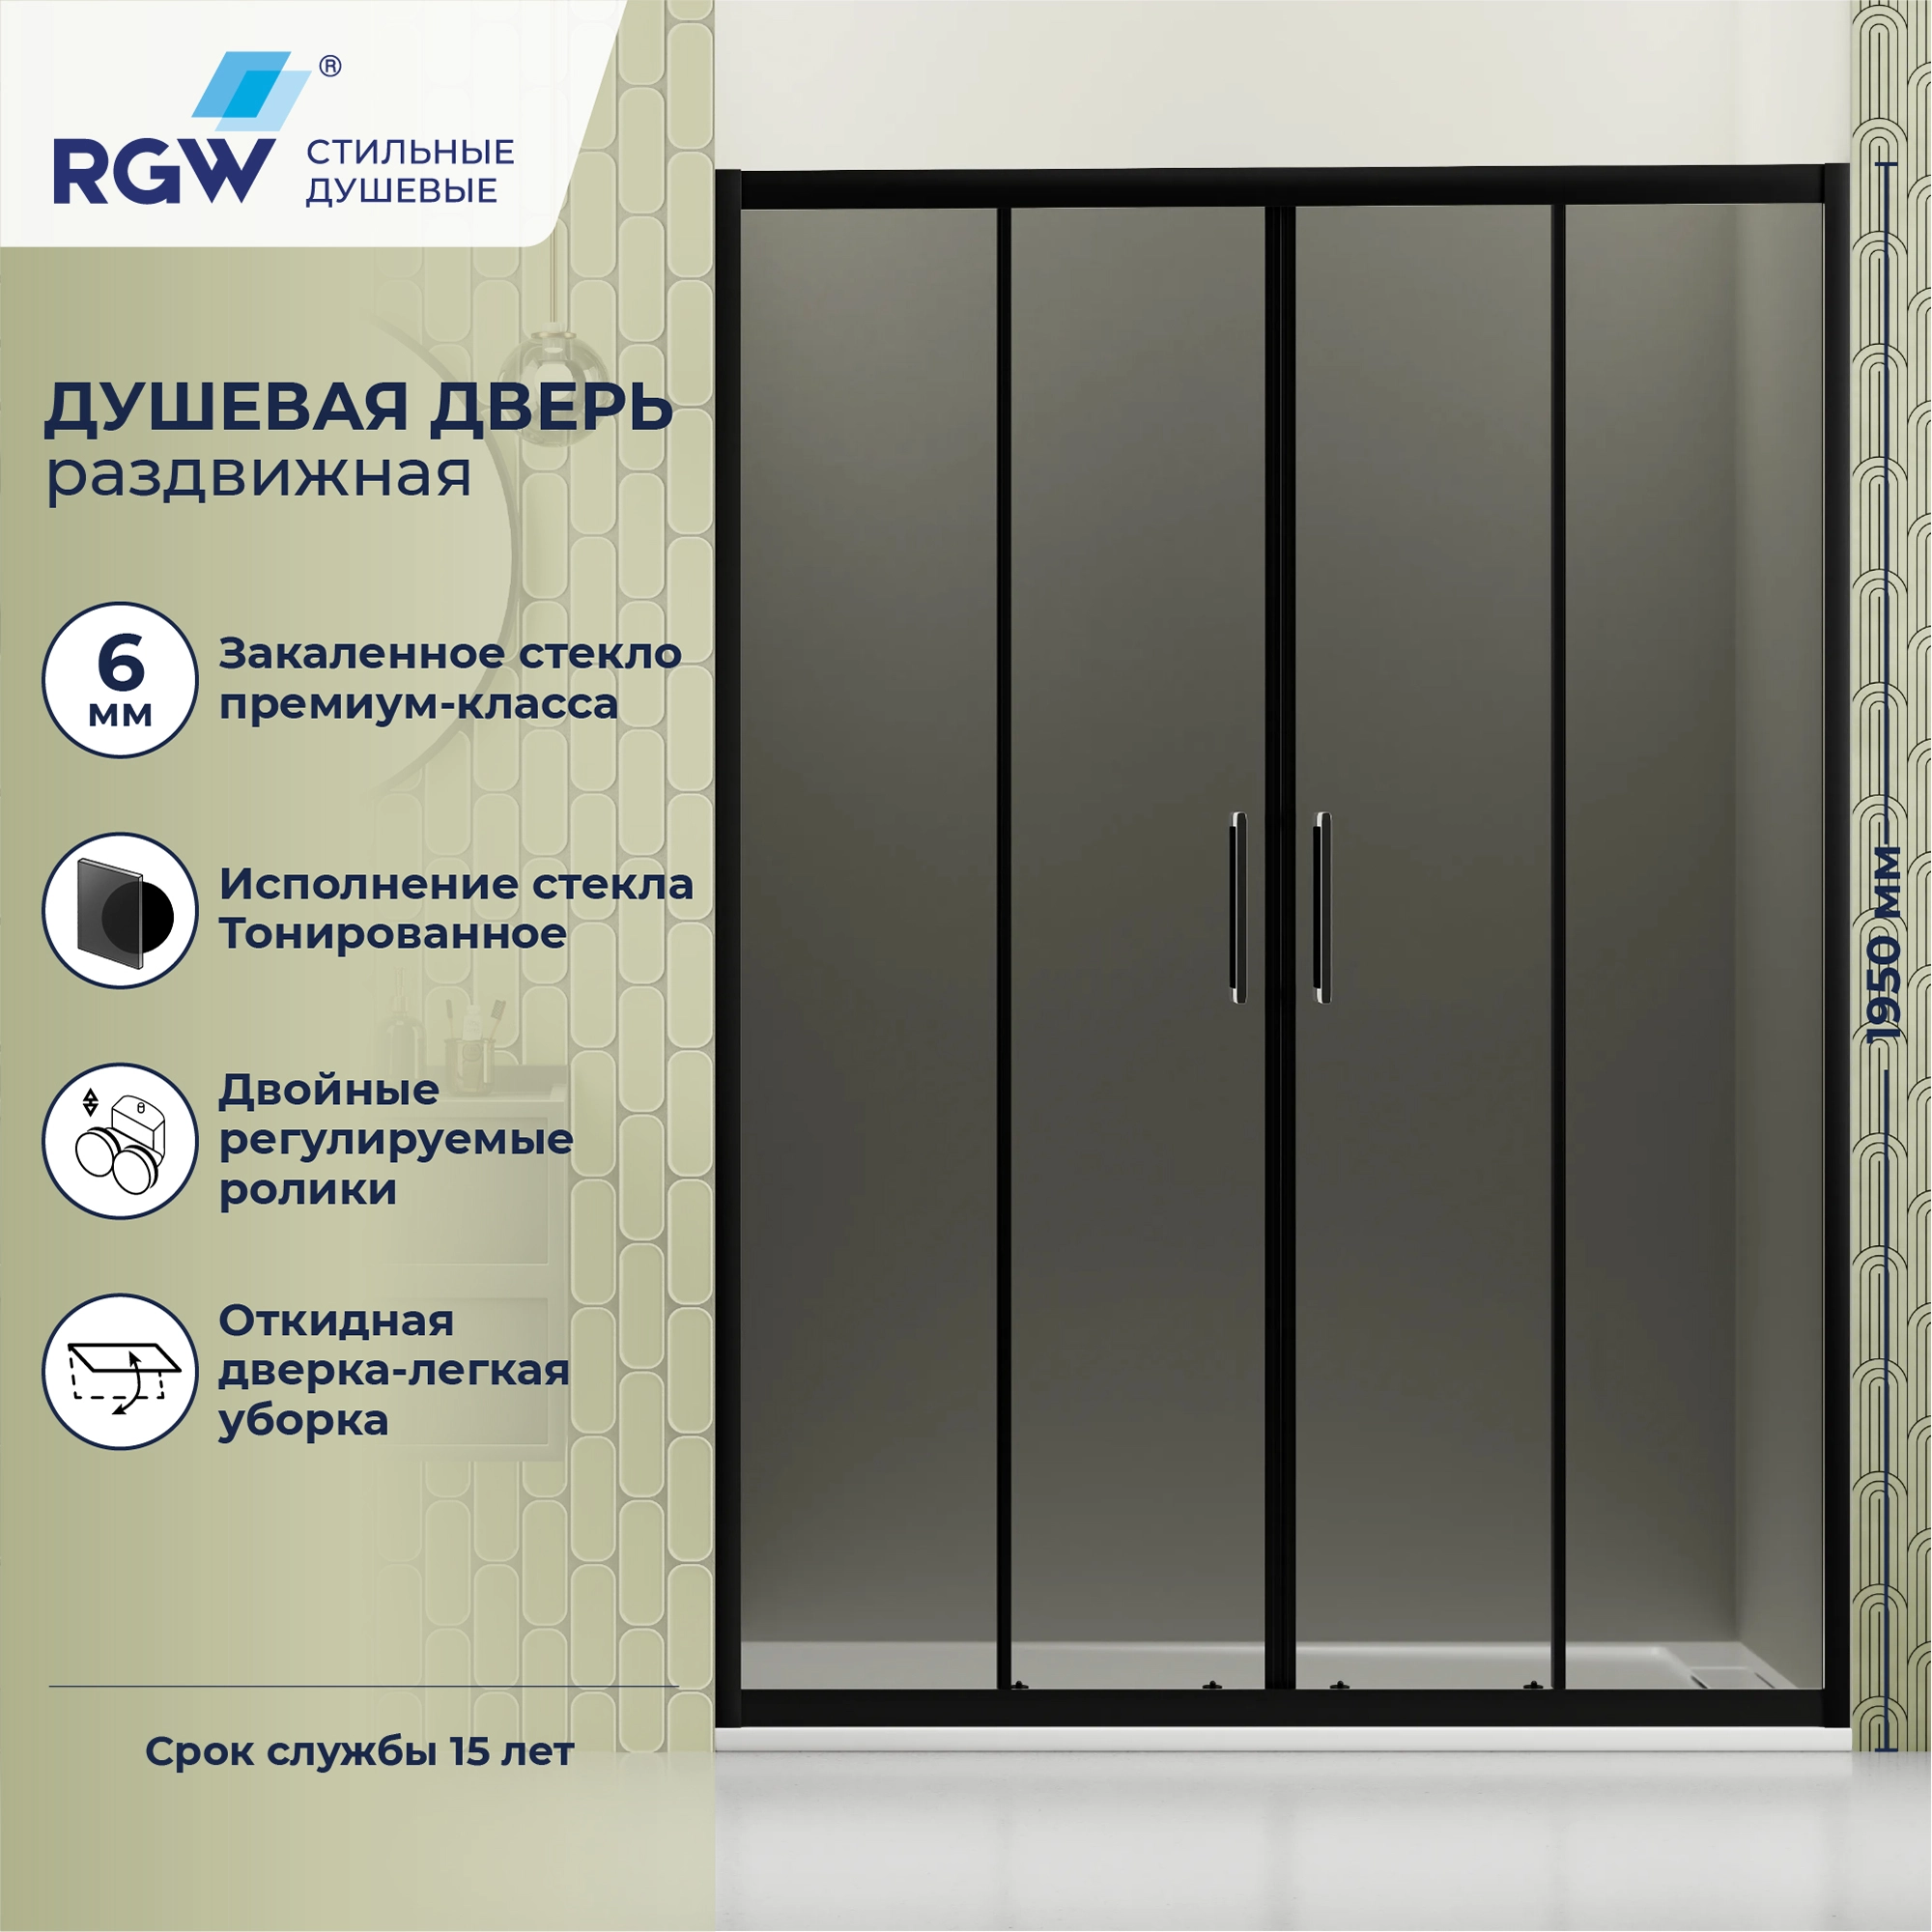 ®
RGW
СТИЛЬНЫЕ
ДУШЕВЫЕ
ДУШЕВАЯ ДВЕРЬ
раздвижная
6
мм
Закаленное стекло
премиум-класса
Исполнение стекла
Тонированное
Двойные
регулируемые
ролики
Откидная
дверка-легкая
уборка
Срок службы 15 лет
1950 мм